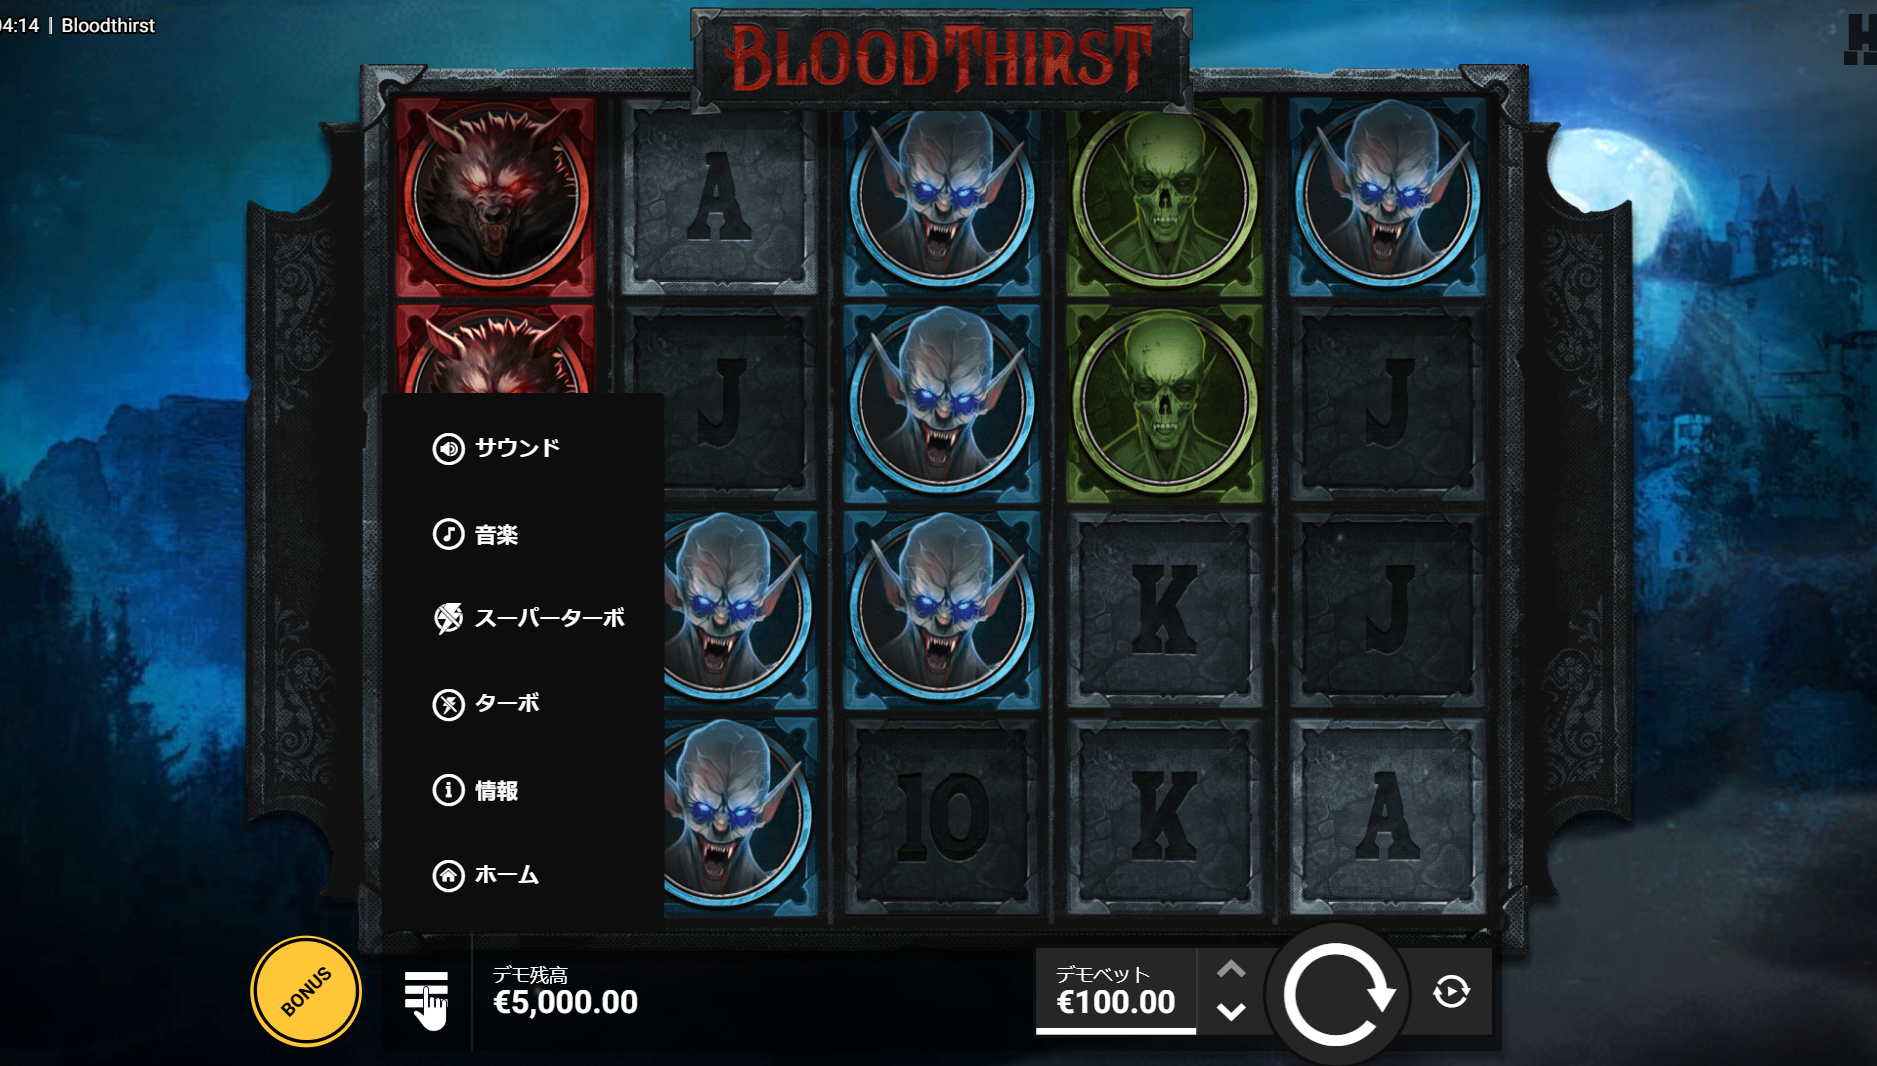 04:14 | Bloodthirst
BLOODTHIRST
A
J
J
K
J
10
K
A
サウンド
音楽
スーパーターボ
ターボ
情報
ホーム
BONUS
デモ残高
€5,000.00
デモベット
€100.00